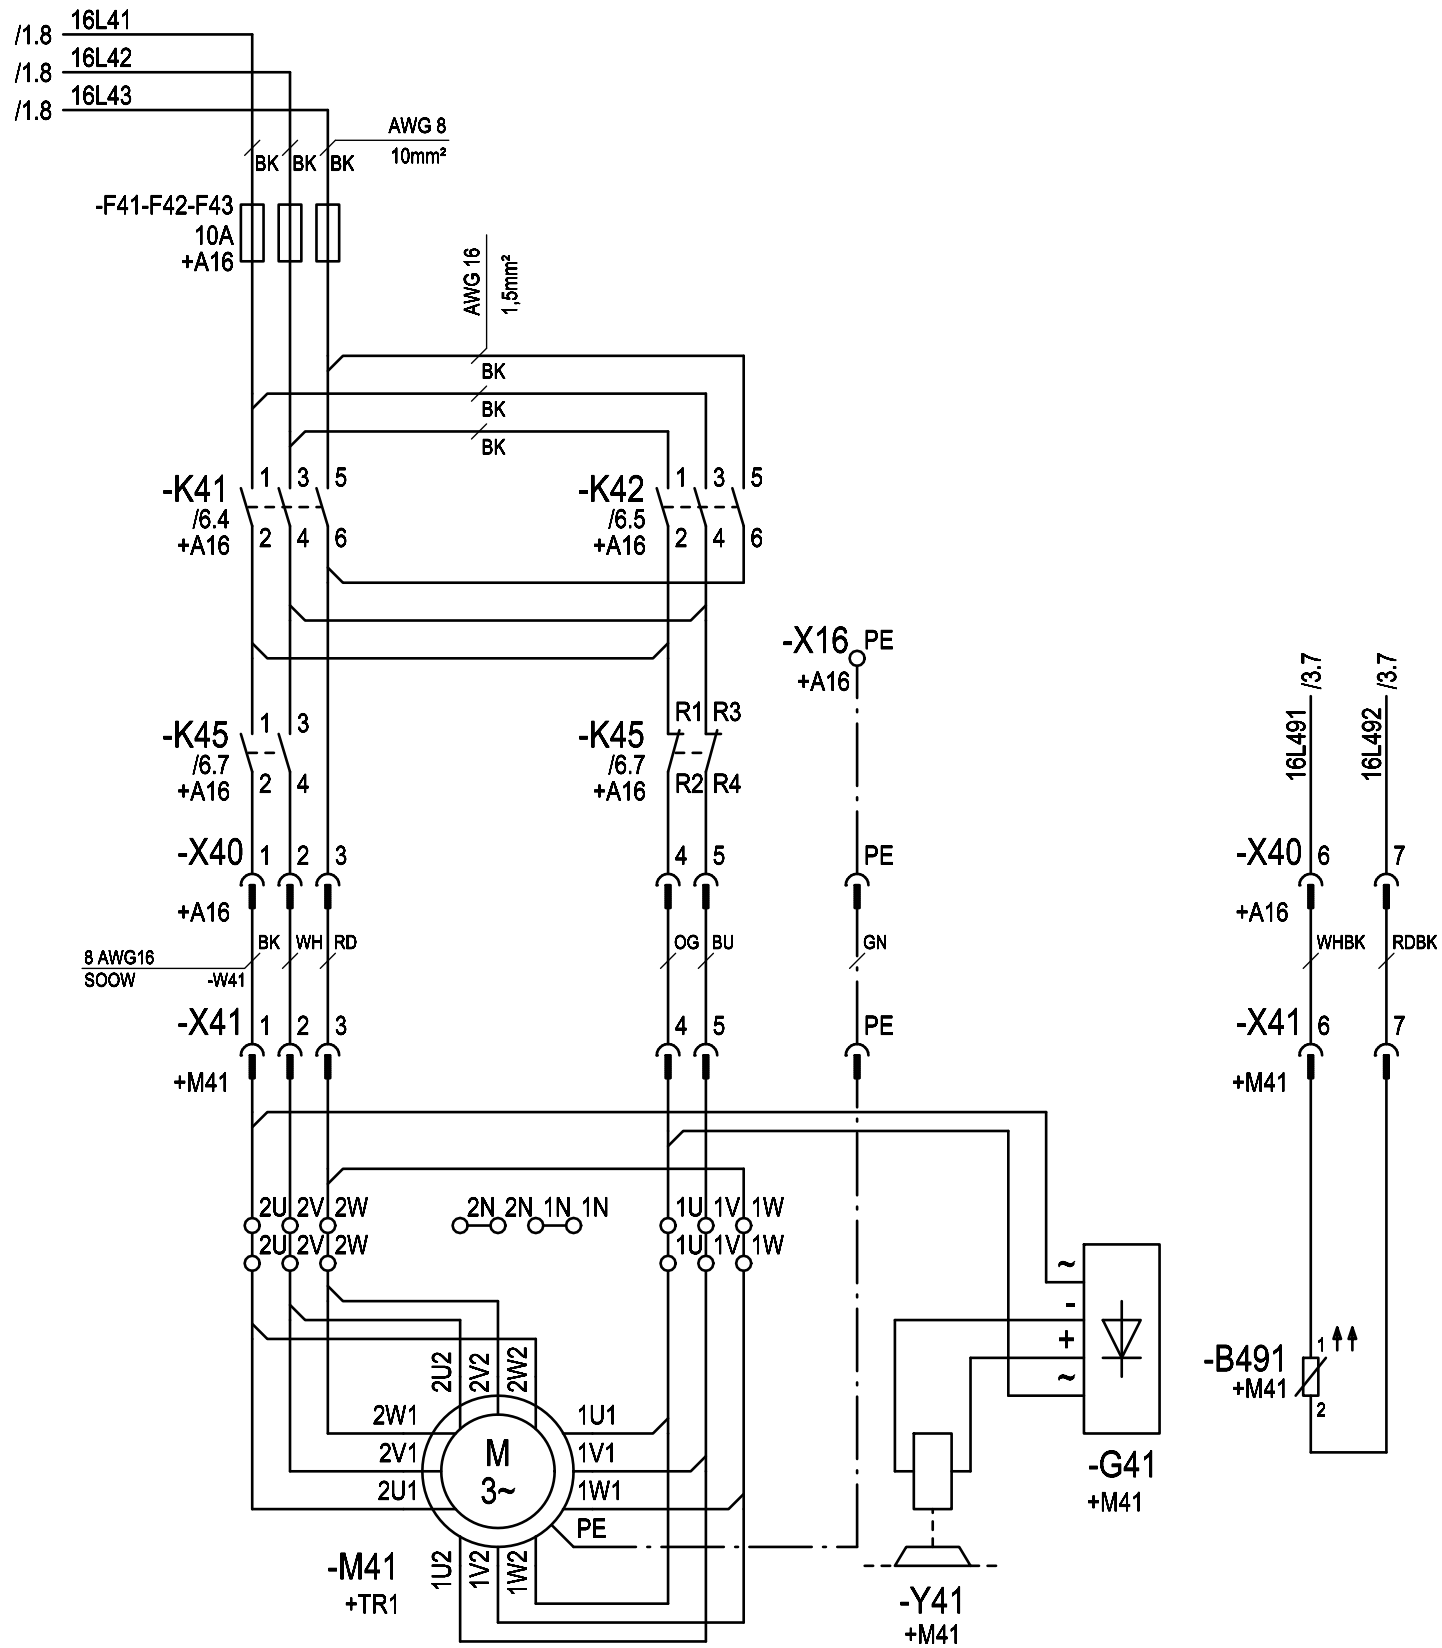 /1.8 16L41
/1.8 16L42
/1.8 16L43
AWG 8
10mm²
BK BK BK
-F41-F42-F43
10A
+A16
AWG 16
1,5mm²
BK
BK
BK
-K41 1 3 5
/6.4
+A16 2 4 6
-K42 1 3 5
/6.5
+A16 2 4 6
-X16 PE
+A16
-K45 1 3
/6.7
+A16 2 4
-K45 R1 R3
/6.7
+A16 R2 R4
16L491 /3.7
16L492 /3.7
-X40 1 2 3 4 5 PE
+A16
-X40 6 7
+A16
BK WH RD OG BU GN
WHBK RDBK
8 AWG16
SOOW -W41
-X41 1 2 3 4 5 PE
+M41
-X41 6 7
+M41
2U 2V 2W 2N 2N 1N 1N 1U 1V 1W
2U 2V 2W 1U 1V 1W
~
-
+
~
-G41
+M41
2U2 2V2 2W2
2W1 1U1
2V1 1V1
2U1 1W1
M
3~
PE
1U2 1V2 1W2
-M41
+TR1
-Y41
+M41
-B491 1
+M41
2